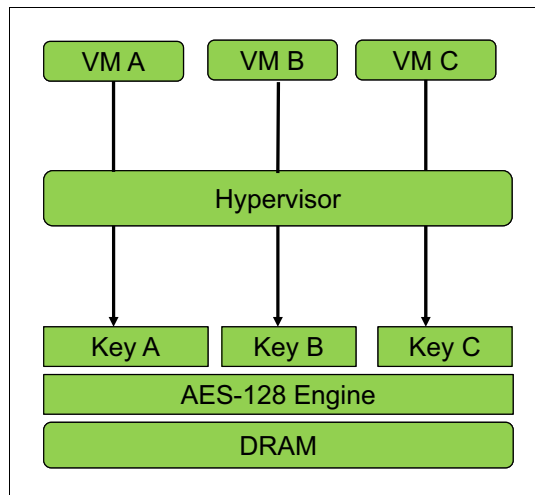 VM A VM B VM C
Hypervisor
Key A Key B Key C
AES-128 Engine
DRAM